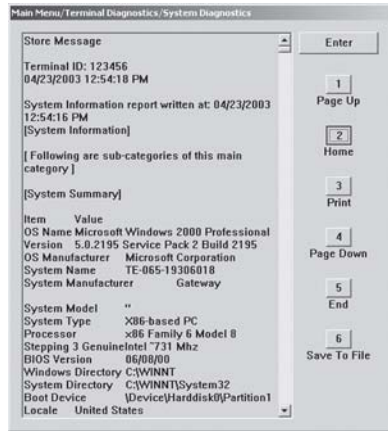 Main Menu/Terminal Diagnostics/System Diagnostics
Store Message
Terminal ID: 123456
04/23/2003 12:54:18 PM
System Information report written at: 04/23/2003
12:54:16 PM
[System Information]
[ Following are sub-categories of this main
category ]
[System Summary]
Item Value
OS Name Microsoft Windows 2000 Professional
Version 5.0.2195 Service Pack 2 Build 2195
OS Manufacturer Microsoft Corporation
System Name TE-065-19306018
System Manufacturer Gateway
System Model "
System Type X86-based PC
Processor x86 Family 6 Model 8
Stepping 3 GenuineIntel ~731 Mhz
BIOS Version 06/08/00
Windows Directory C:\WINNT
System Directory C:\WINNT\System32
Boot Device \Device\Harddisk0\Partition1
Locale United States
Enter
1
Page Up
2
Home
3
Print
4
Page Down
5
End
6
Save To File